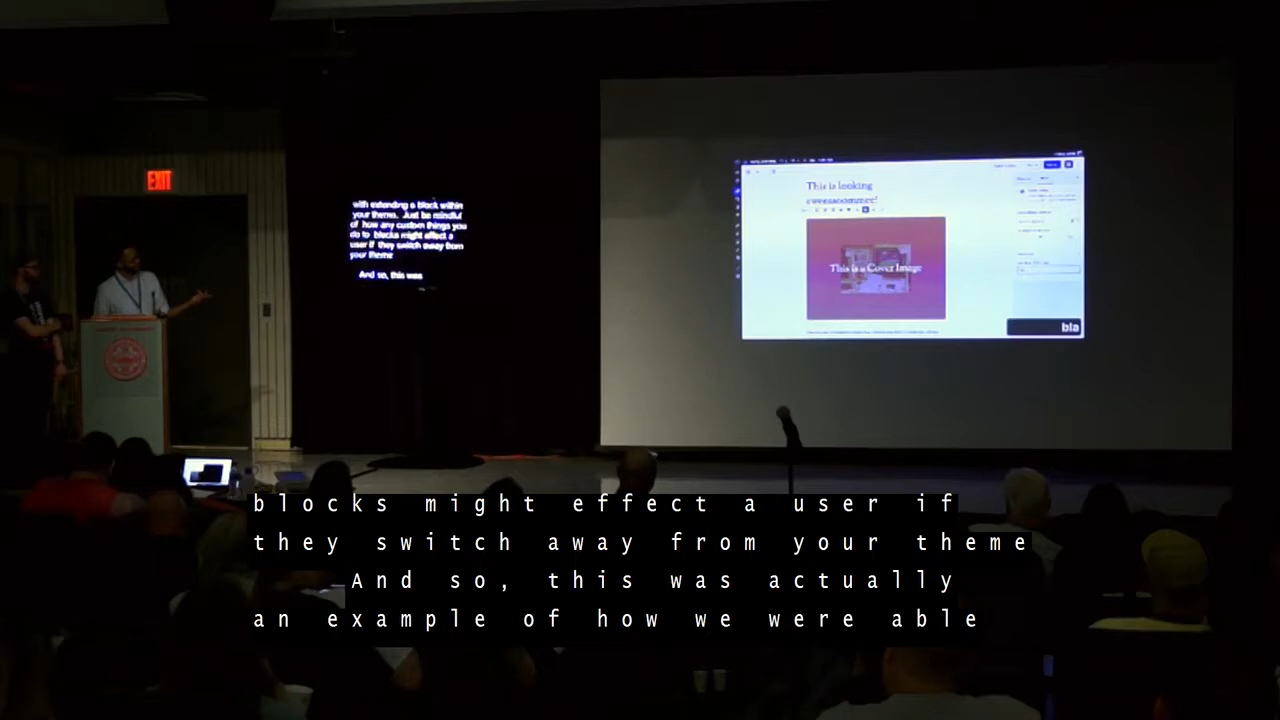 EXIT
with extending a block within
your theme. Just be mindful
of how any custom things you
do to blocks might effect a
user if they switch away from
your theme
And so, this was
This is looking
This is a Cover Image
bla
blocks might effect a user if
they switch away from your theme
And so, this was actually
an example of how we were able